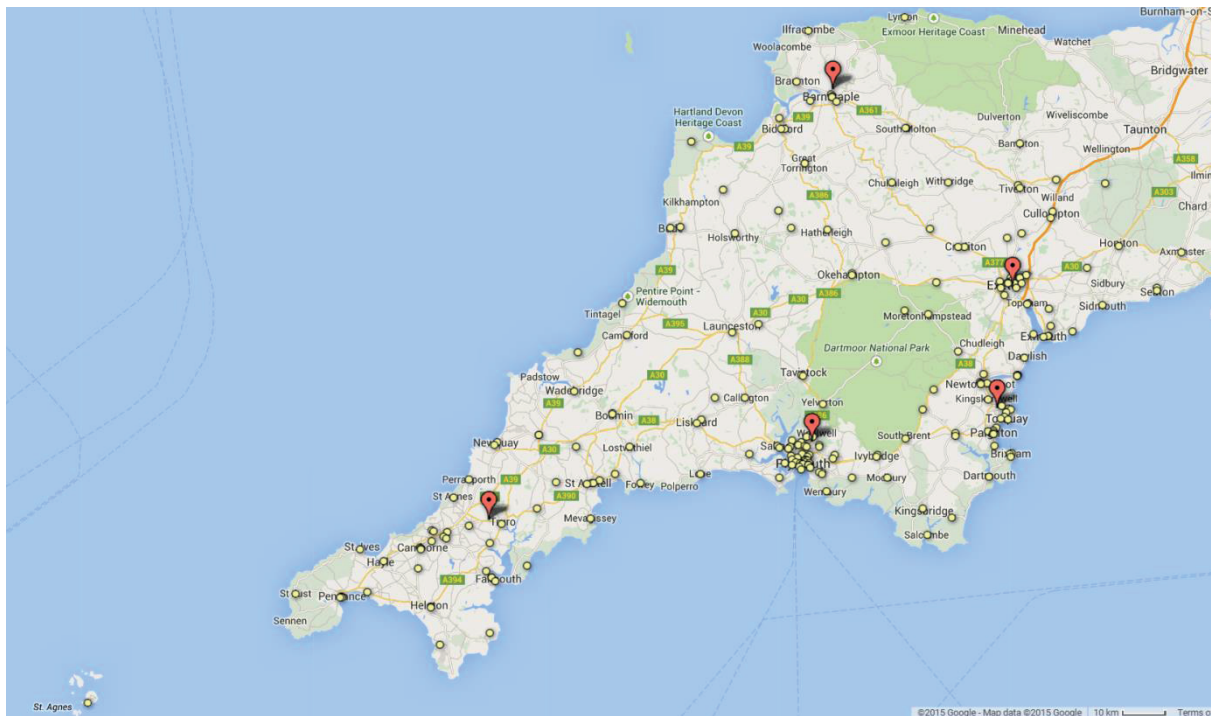 Burnham-on-S
Lynton
Ilfracombe
Exmoor Heritage Coast
Minehead
Watchet
Woolacombe
Bridgwater
Braunton
Barnstaple
A361
Hartland Devon
Heritage Coast
A39
Bideford
South Molton
Dulverton
Wiveliscombe
Taunton
A39
Bampton
Wellington
A358
Great
Torrington
Ilmin
Chulmleigh
Witheridge
Tiverton
Willand
A303
Kilkhampton
A386
Cullompton
Chard
Bude
Holsworthy
Hatherleigh
Crediton
Honiton
Axminster
A39
A377
A30
Okehampton
Sidbury
Seaton
Pentire Point -
Widemouth
A386
A30
Topsham
Sidmouth
Tintagel
A30
Moretonhampstead
A395
Launceston
Camelford
Exmouth
Chudleigh
Dartmoor National Park
Dawlish
A388
A38
Padstow
A30
Tavistock
Wadebridge
Callington
Yelverton
A39
Kingskerswell
Bodmin
A38
Liskeard
Torquay
Paignton
Newquay
A30
Lostwithiel
South Brent
Plymouth
Ivybridge
Brixham
Perranporth
A39
Looe
Modbury
Dartmouth
St Agnes
A390
Fowey
Polperro
Wembury
Truro
Mevagissey
Kingsbridge
Salcombe
St Ives
Camborne
Hayle
A394
Falmouth
St Just
Penzance
Helston
Sennen
St. Agnes
©2015 Google - Map data ©2015 Google
10 km
Terms o